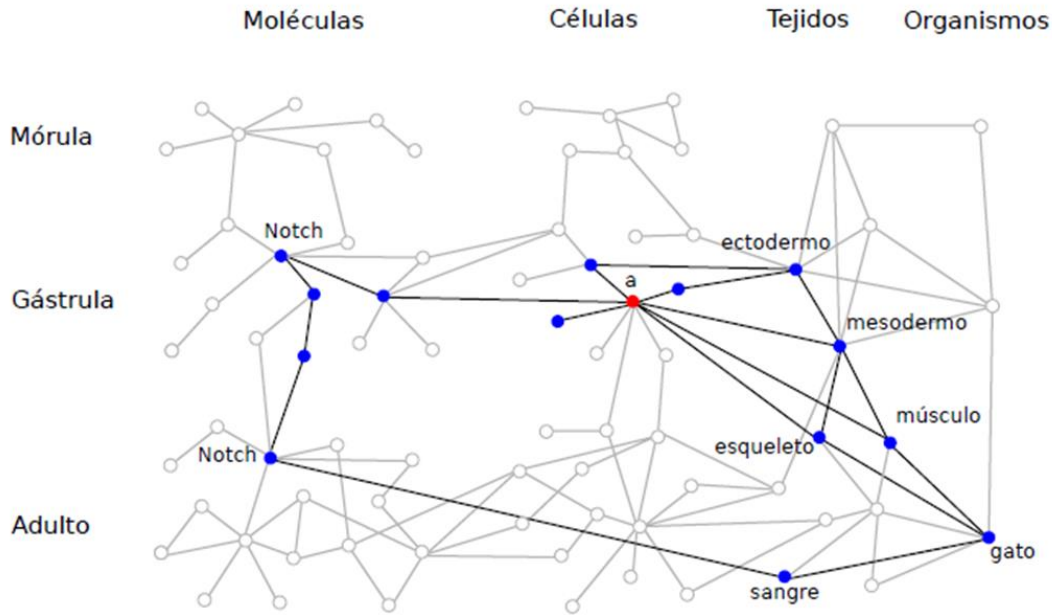 Moléculas Células Tejidos Organismos
Mórula
Notch
ectodermo
a
Gástrula
mesodermo
músculo
esqueleto
Notch
Adulto
gato
sangre